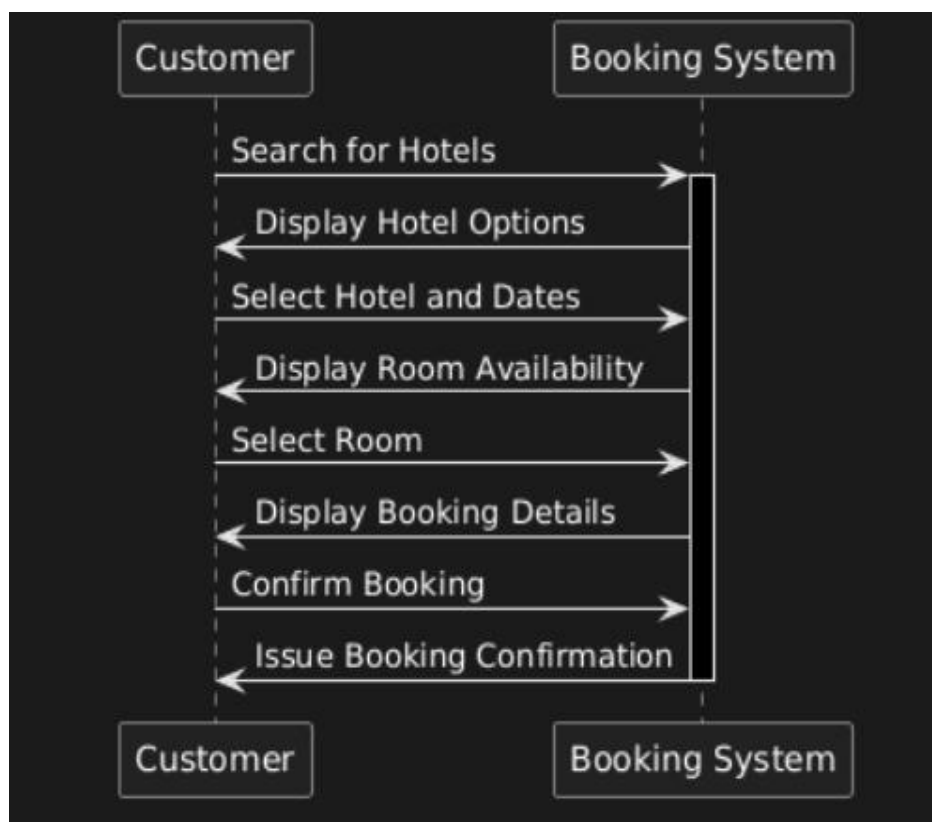 Customer
Booking System
Search for Hotels
Display Hotel Options
Select Hotel and Dates
Display Room Availability
Select Room
Display Booking Details
Confirm Booking
Issue Booking Confirmation
Customer
Booking System